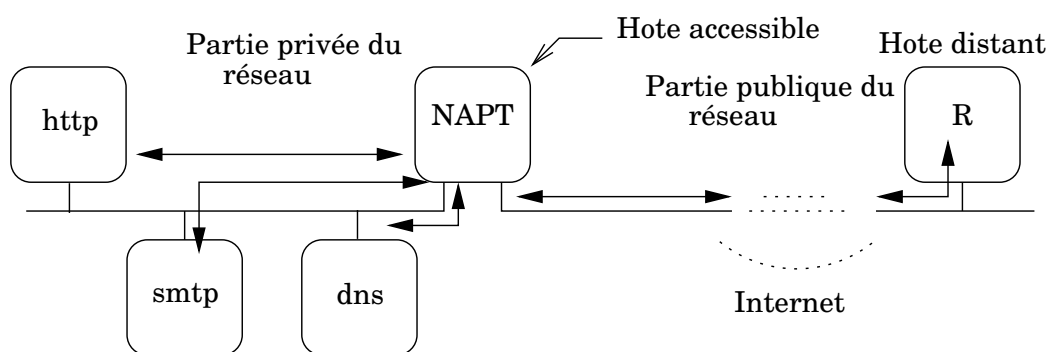 Hote accessible
Partie privée du
réseau
Hote distant
Partie publique du
réseau
http
NAPT
R
smtp
dns
Internet